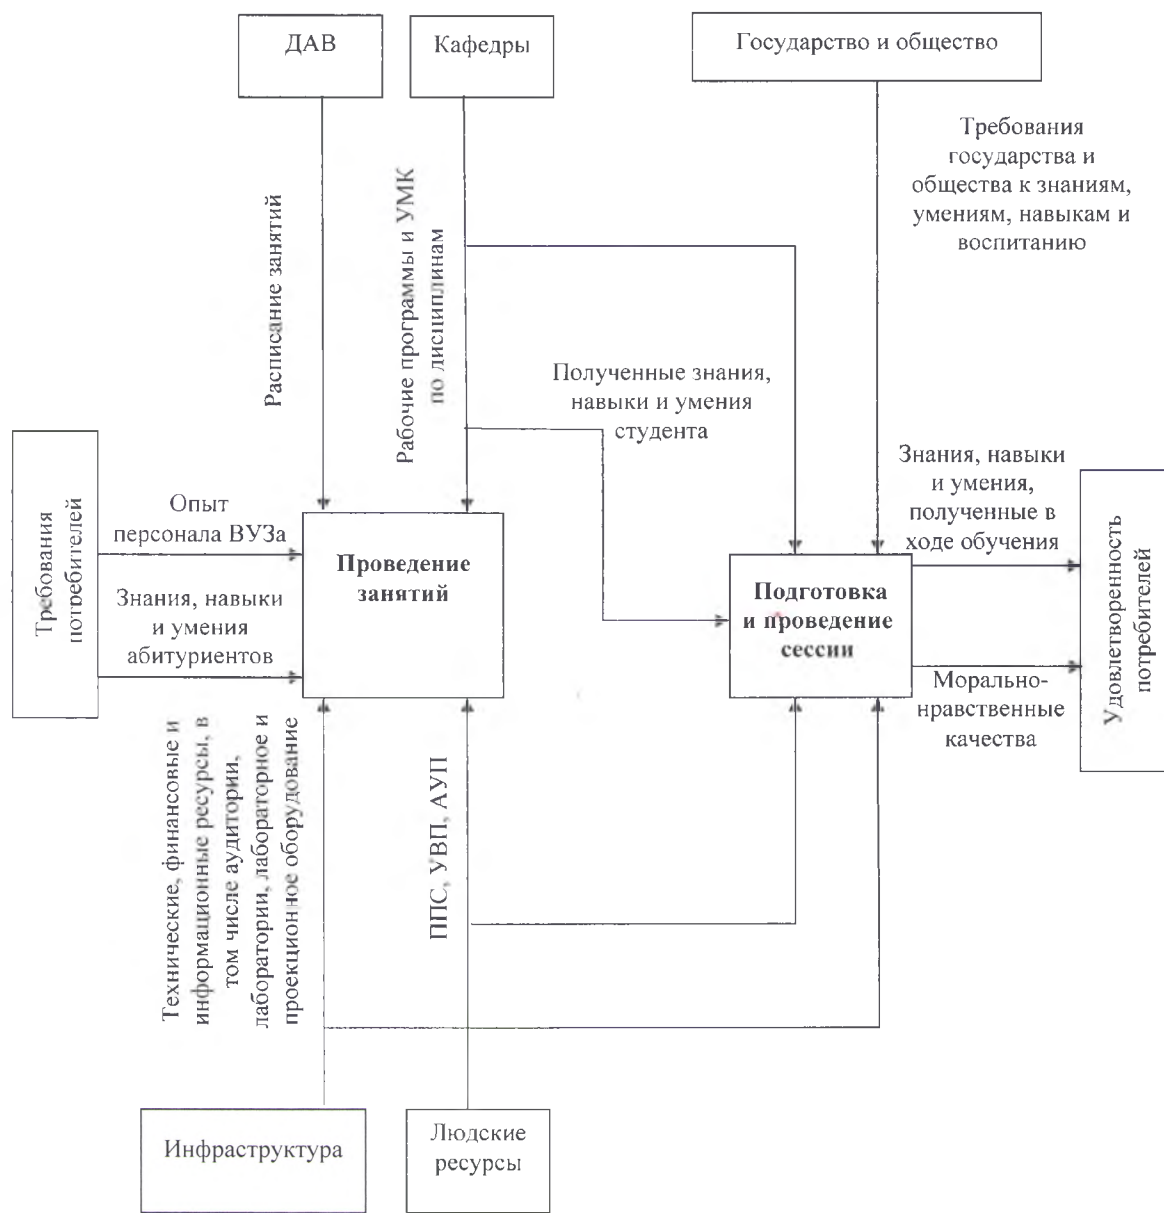 ДАВ
Кафедры
Государство и общество
Требования
государства и
общества к знаниям,
умениям, навыкам и
воспитанию
Расписание занятий
Рабочие программы и УМК
по дисциплинам
Полученные знания,
навыки и умения
студента
Требования
потребителей
Опыт
персонала ВУЗа
Знания, навыки
и умения
абитуриентов
Проведение
занятий
Подготовка
и проведение
сессии
Знания, навыки
и умения,
полученные в
ходе обучения
Морально-
нравственные
качества
Удовлетворенность
потребителей
Технические, финансовые и
информационные ресурсы, в
том числе аудитории,
лаборатории, лабораторное и
проекционное оборудование
ППС, УВП, АУП
Инфраструктура
Людские
ресурсы